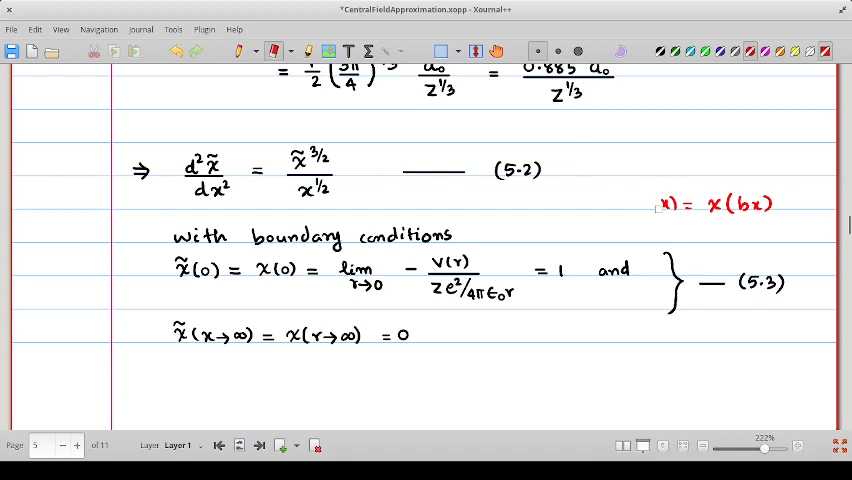 *CentralFieldApproximation.xopp - Xournal++
File Edit View Journal Tools Plugin Help
= 1/2 (3π/4)^2/3 a₀/Z^1/3 = 0.885 a₀/Z^1/3
⇒ d²χ̃/dx² = χ̃^3/2/x^1/2 —— (5.2)
x) = χ(bx)
with boundary conditions
χ̃(0) = χ(0) = lim r→0 - V(r)/Ze²/4πε₀r = 1 and } — (5.3)
χ̃(x→∞) = χ(r→∞) = 0
Page 5 of 11 Layer Layer 1 222%